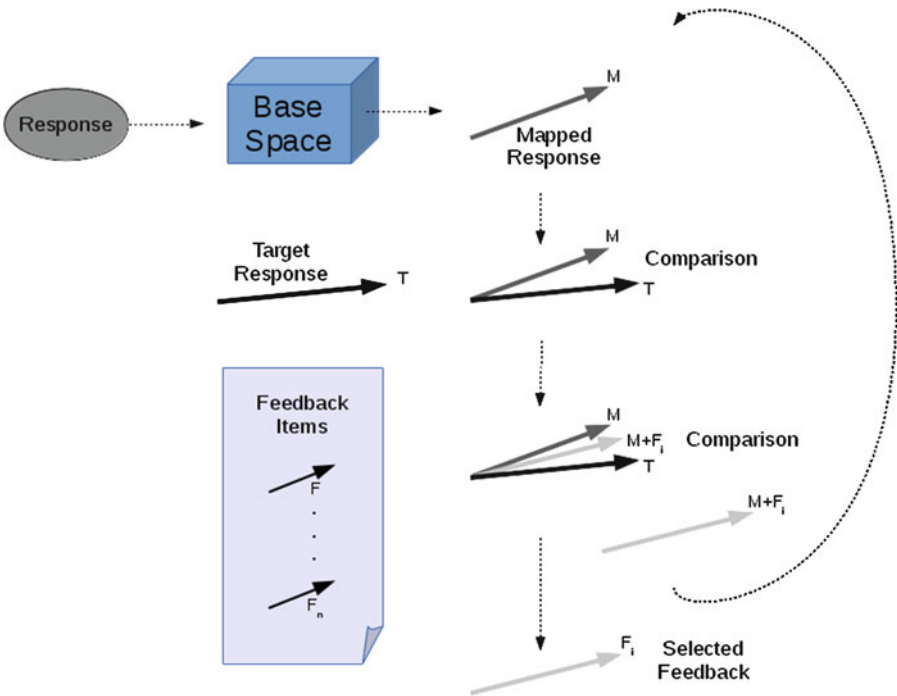 Response
Base
Space
M
Mapped
Response
Target
Response
T
M
Comparison
T
Feedback
Items
F
.
.
.
Fn
M
M+Fi
Comparison
T
M+Fi
Fi
Selected
Feedback